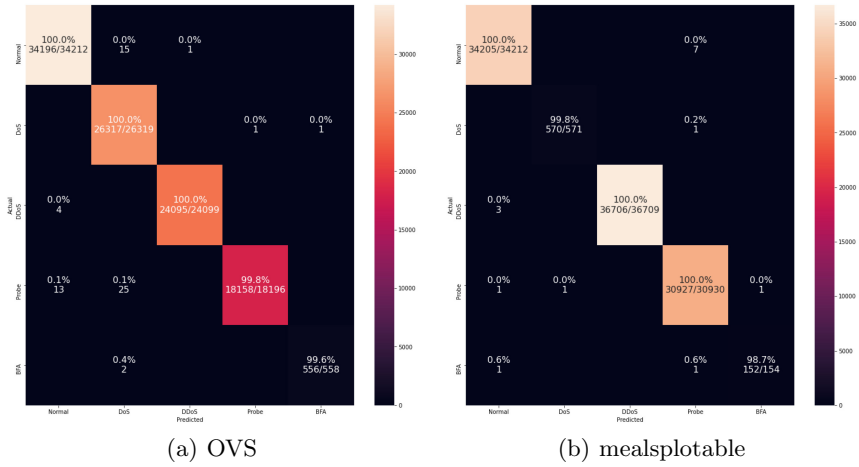 100.0% 0.0% 0.0%
34196/34212 15 1
100.0% 0.0% 0.0%
26317/26319 1 1
0.0% 100.0%
4 24095/24099
0.1% 0.1% 99.8%
13 25 18158/18196
0.4% 99.6%
2 556/558
Normal
DoS
DDoS
Probe
BFA
Actual
Normal DoS DDoS Probe BFA
Predicted
30000
25000
20000
15000
10000
5000
0
(a) OVS
100.0% 0.0%
34205/34212 7
99.8% 0.2%
570/571 1
0.0% 100.0%
3 36706/36709
0.0% 0.0% 100.0% 0.0%
1 1 30927/30930 1
0.6% 0.6% 98.7%
1 1 152/154
Normal
DoS
DDoS
Probe
BFA
Actual
Normal DoS DDoS Probe BFA
Predicted
35000
30000
25000
20000
15000
10000
5000
0
(b) mealsplotable